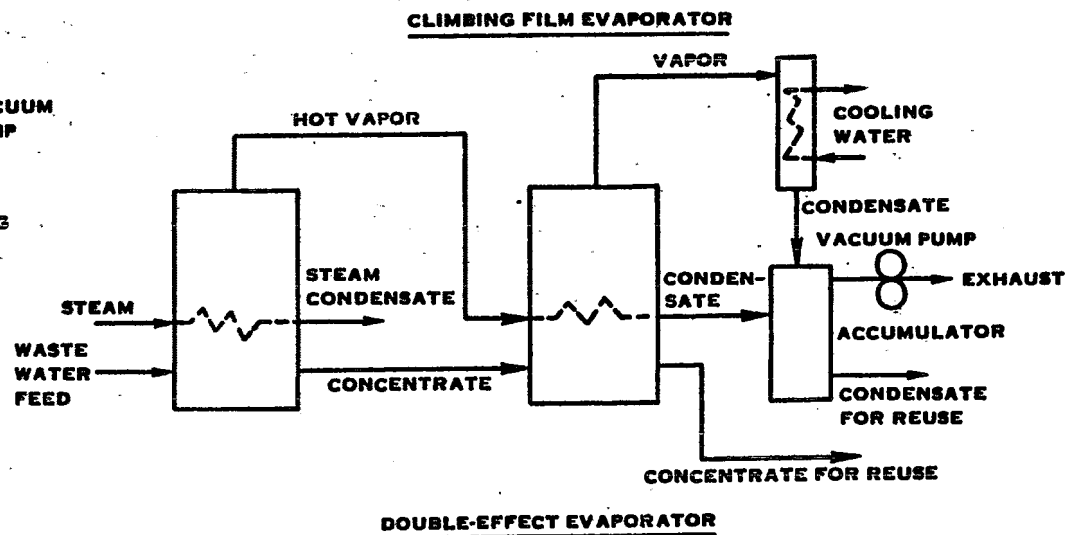 CLIMBING FILM EVAPORATOR
VAPOR
HOT VAPOR
COOLING
WATER
CONDENSATE
VACUUM PUMP
EXHAUST
STEAM
CONDENSATE
CONDEN-
SATE
STEAM
ACCUMULATOR
WASTE
WATER
FEED
CONCENTRATE
CONDENSATE
FOR REUSE
CONCENTRATE FOR REUSE
DOUBLE-EFFECT EVAPORATOR